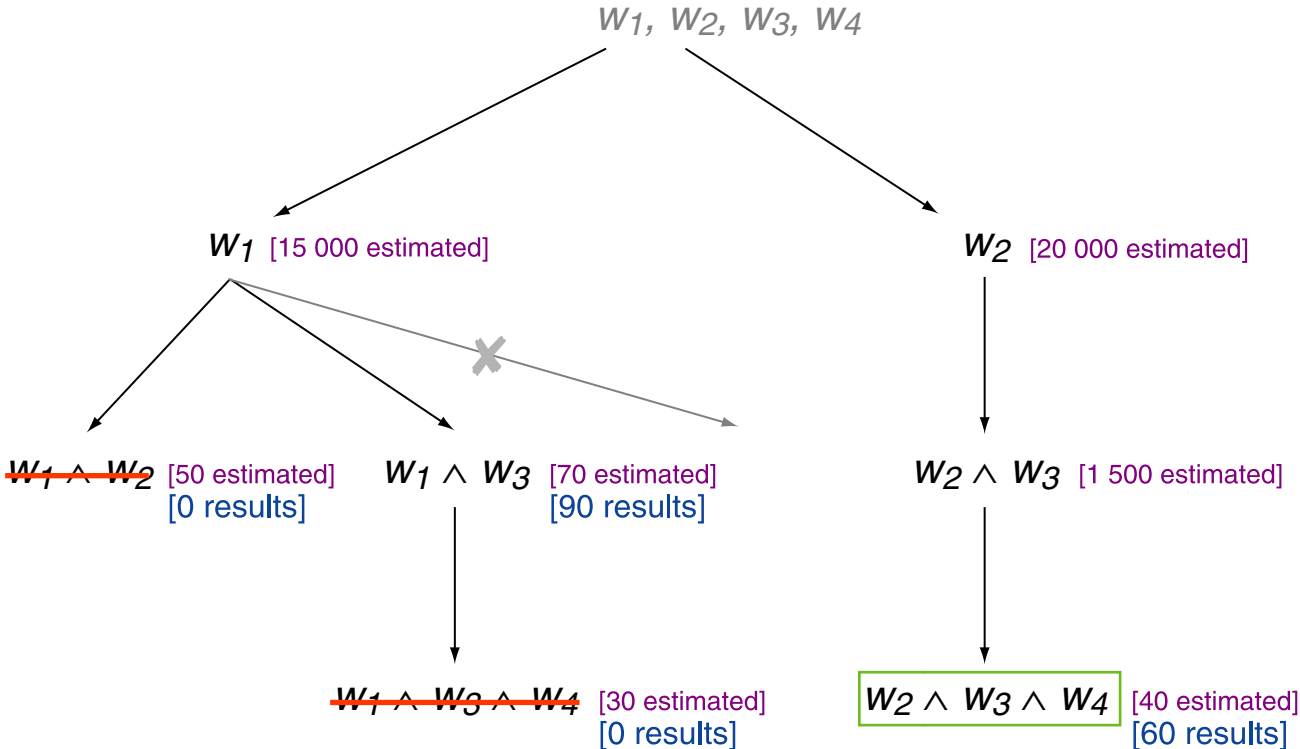 w1, w2, w3, w4
w1 [15 000 estimated]
w2 [20 000 estimated]
w1 ∧ w2 [50 estimated]
[0 results]
w1 ∧ w3 [70 estimated]
[90 results]
w2 ∧ w3 [1 500 estimated]
w1 ∧ w3 ∧ w4 [30 estimated]
[0 results]
w2 ∧ w3 ∧ w4 [40 estimated]
[60 results]